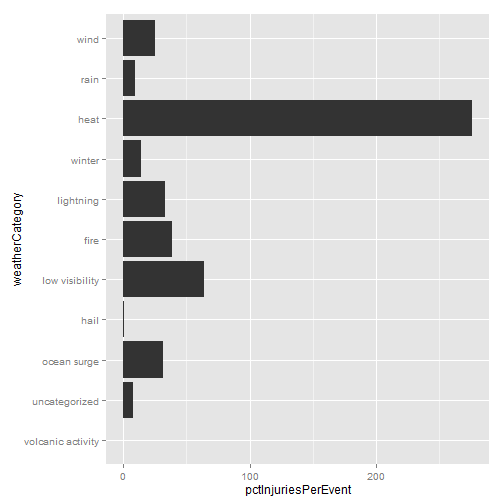 wind
rain
heat
winter
lightning
fire
low visibility
hail
ocean surge
uncategorized
volcanic activity
weatherCategory
0 100 200
pctInjuriesPerEvent